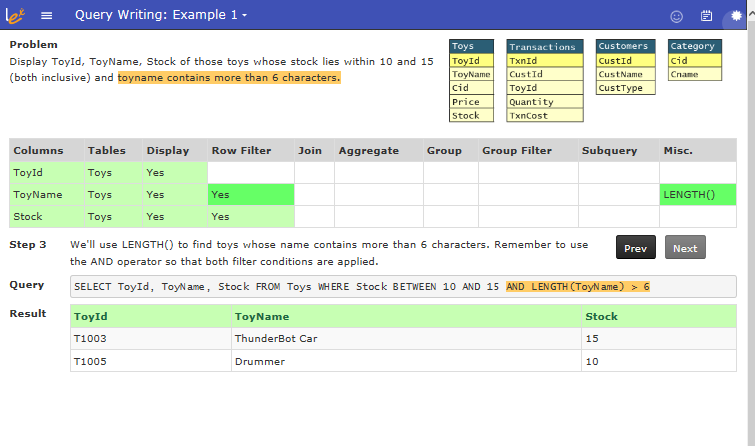 Lex Query Writing: Example 1
Problem
Display ToyId, ToyName, Stock of those toys whose stock lies within 10 and 15
(both inclusive) and toyname contains more than 6 characters.
Toys
ToyId
ToyName
Cid
Price
Stock
Transactions
TxnId
CustId
ToyId
Quantity
TxnCost
Customers
CustId
CustName
CustType
Category
Cid
Cname
Columns Tables Display Row Filter Join Aggregate Group Group Filter Subquery Misc.
ToyId Toys Yes
ToyName Toys Yes Yes LENGTH()
Stock Toys Yes Yes
Step 3 We'll use LENGTH() to find toys whose name contains more than 6 characters. Remember to use
the AND operator so that both filter conditions are applied.
Prev Next
Query SELECT ToyId, ToyName, Stock FROM Toys WHERE Stock BETWEEN 10 AND 15 AND LENGTH(ToyName) > 6
Result ToyId ToyName Stock
T1003 ThunderBot Car 15
T1005 Drummer 10